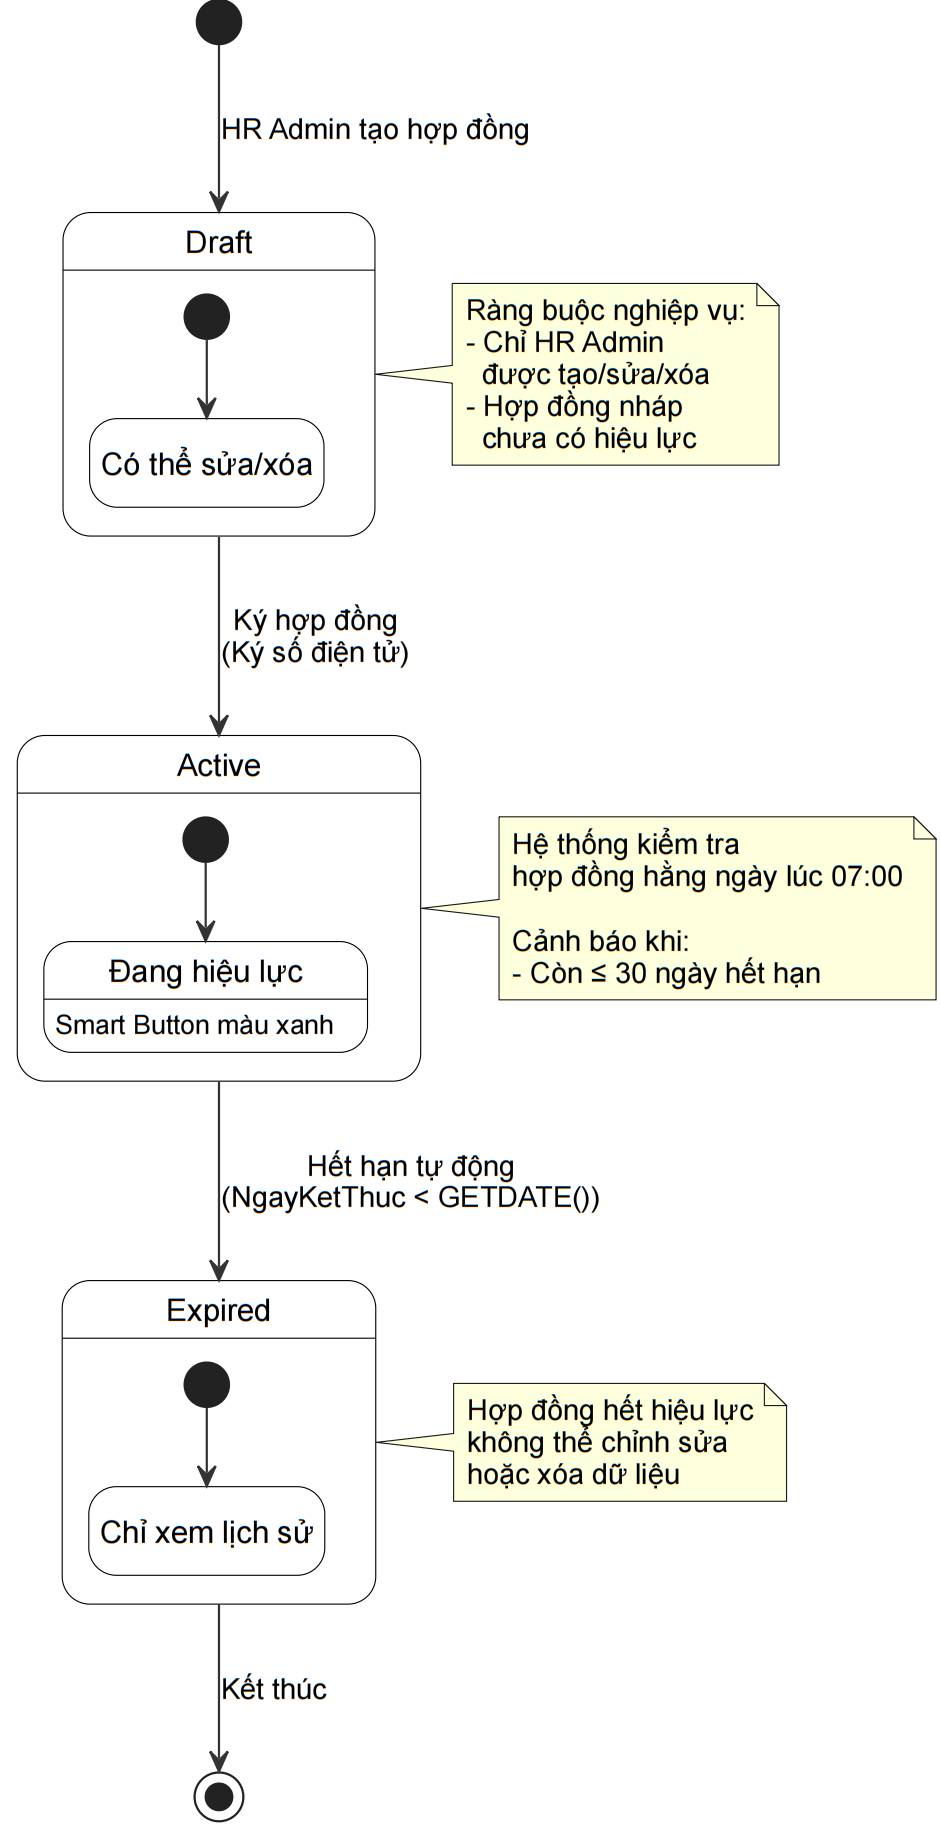 HR Admin tạo hợp đồng
Draft
Có thể sửa/xóa
Ràng buộc nghiệp vụ:
- Chỉ HR Admin
được tạo/sửa/xóa
- Hợp đồng nháp
chưa có hiệu lực
Ký hợp đồng
(Ký số điện tử)
Active
Đang hiệu lực
Smart Button màu xanh
Hệ thống kiểm tra
hợp đồng hằng ngày lúc 07:00
Cảnh báo khi:
- Còn ≤ 30 ngày hết hạn
Hết hạn tự động
(NgayKetThuc < GETDATE())
Expired
Chỉ xem lịch sử
Hợp đồng hết hiệu lực
không thể chỉnh sửa
hoặc xóa dữ liệu
Kết thúc